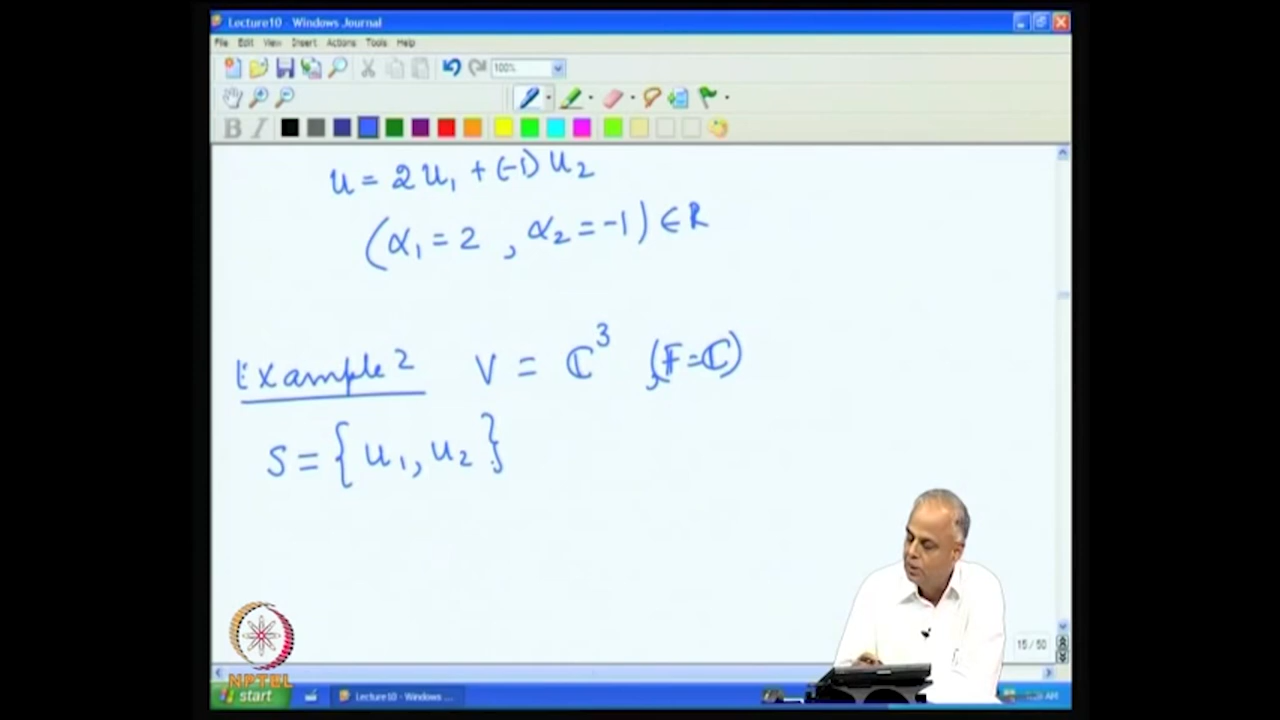 Lecture10 - Windows Journal
File Edit View Insert Actions Tools Help
100%
B I
u = 2u₁ + (-1)u₂
(α₁ = 2 , α₂ = -1) ∈ R
Example 2 V = ℂ³ , (F = ℂ)
S = {u₁, u₂}
15 / 50
NPTEL
start Lecture10 - Windows ...